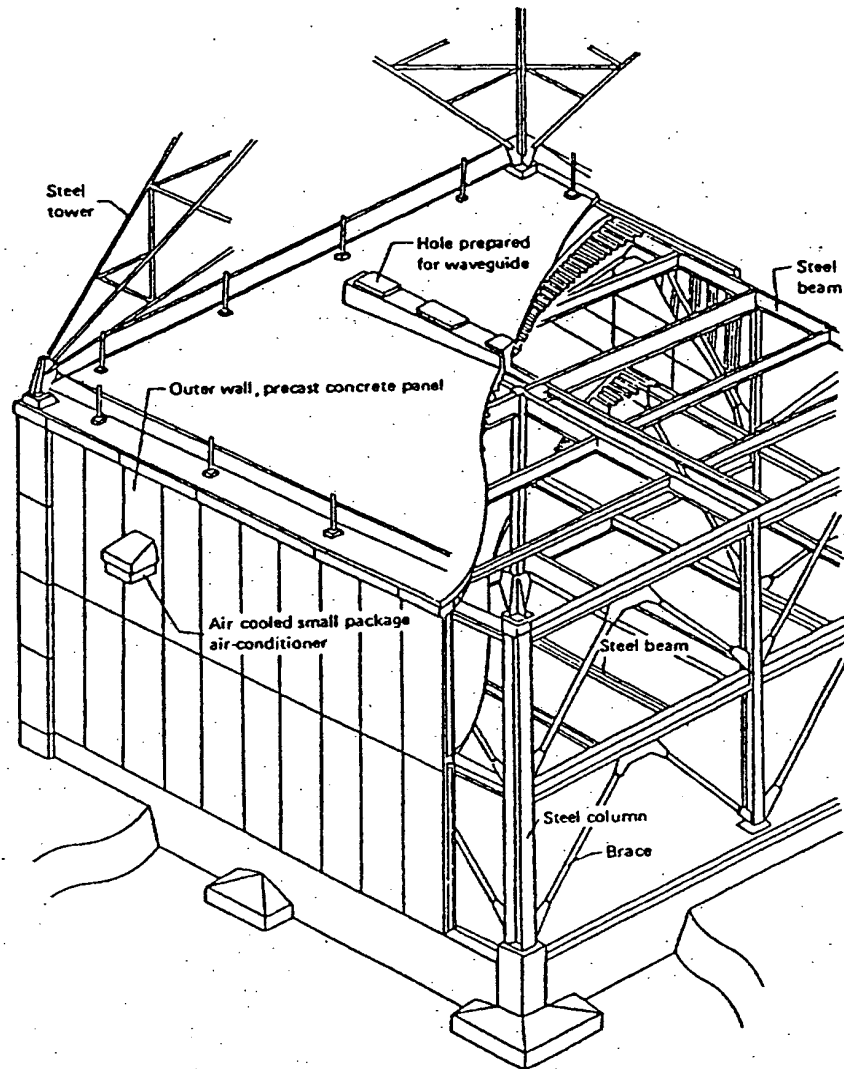 Steel
tower
Hole prepared
for waveguide
Steel
beam
Outer wall, precast concrete panel
Air cooled small package
air-conditioner
Steel beam
Steel column
Brace